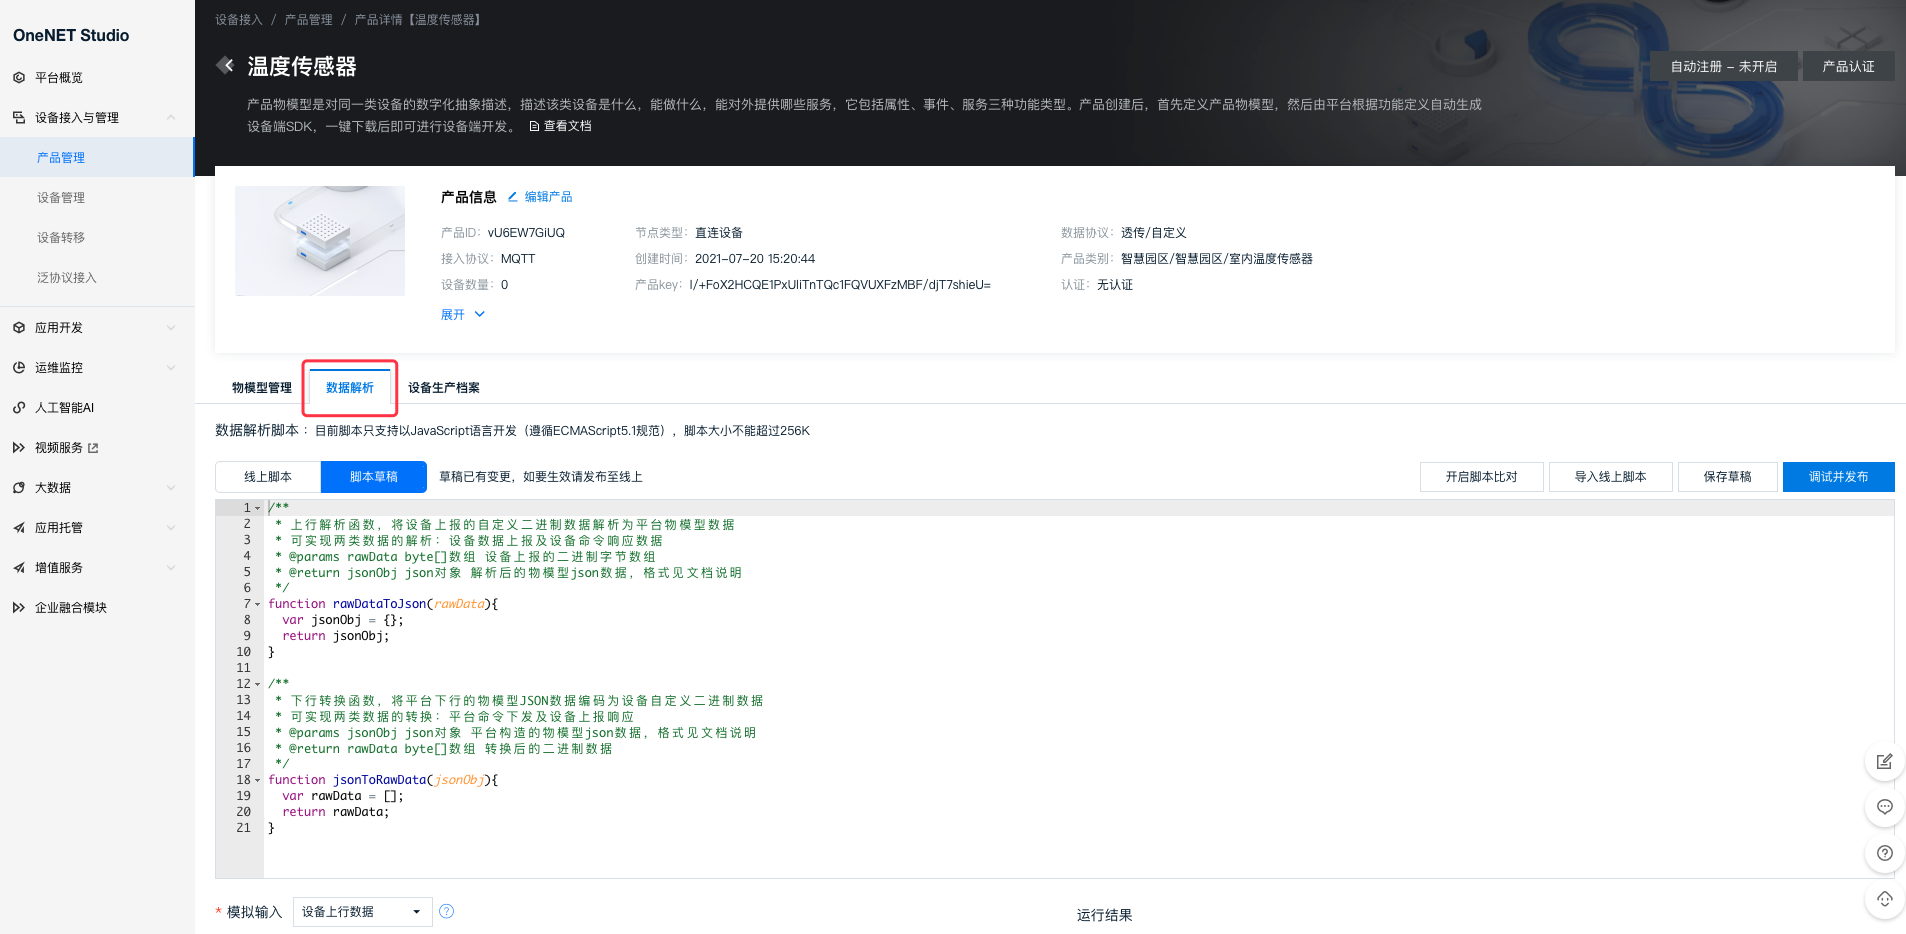 OneNET Studio
平台概览
设备接入与管理
产品管理
设备管理
设备转移
泛协议接入
应用开发
运维监控
人工智能AI
视频服务
大数据
应用托管
增值服务
企业融合模块
设备接入 / 产品管理 / 产品详情【温度传感器】
温度传感器
自动注册 – 未开启
产品认证
产品物模型是对同一类设备的数字化抽象描述，描述该类设备是什么，能做什么，能对外提供哪些服务，它包括属性、事件、服务三种功能类型。产品创建后，首先定义产品物模型，然后由平台根据功能定义自动生成
设备端SDK，一键下载后即可进行设备端开发。 查看文档
产品信息 编辑产品
产品ID：vU6EW7GiUQ 节点类型：直连设备 数据协议：透传/自定义
接入协议：MQTT 创建时间：2021-07-20 15:20:44 产品类别：智慧园区/智慧园区/室内温度传感器
设备数量：0 产品key：l/+FoX2HCQE1PxUliTnTQc1FQVUXFzMBF/djT7shieU= 认证：无认证
展开
物模型管理 数据解析 设备生产档案
数据解析脚本 ：目前脚本只支持以JavaScript语言开发（遵循ECMAScript5.1规范），脚本大小不能超过256K
线上脚本 脚本草稿 草稿已有变更，如要生效请发布至线上 开启脚本比对 导入线上脚本 保存草稿 调试并发布
1 /**
2 * 上行解析函数，将设备上报的自定义二进制数据解析为平台物模型数据
3 * 可实现两类数据的解析：设备数据上报及设备命令响应数据
4 * @params rawData byte[]数组 设备上报的二进制字节数组
5 * @return jsonObj json对象 解析后的物模型json数据，格式见文档说明
6 */
7 function rawDataToJson(rawData){
8 var jsonObj = {};
9 return jsonObj;
10 }
11
12 /**
13 * 下行转换函数，将平台下行的物模型JSON数据编码为设备自定义二进制数据
14 * 可实现两类数据的转换：平台命令下发及设备上报响应
15 * @params jsonObj json对象 平台构造的物模型json数据，格式见文档说明
16 * @return rawData byte[]数组 转换后的二进制数据
17 */
18 function jsonToRawData(jsonObj){
19 var rawData = [];
20 return rawData;
21 }
* 模拟输入 设备上行数据 ? 运行结果